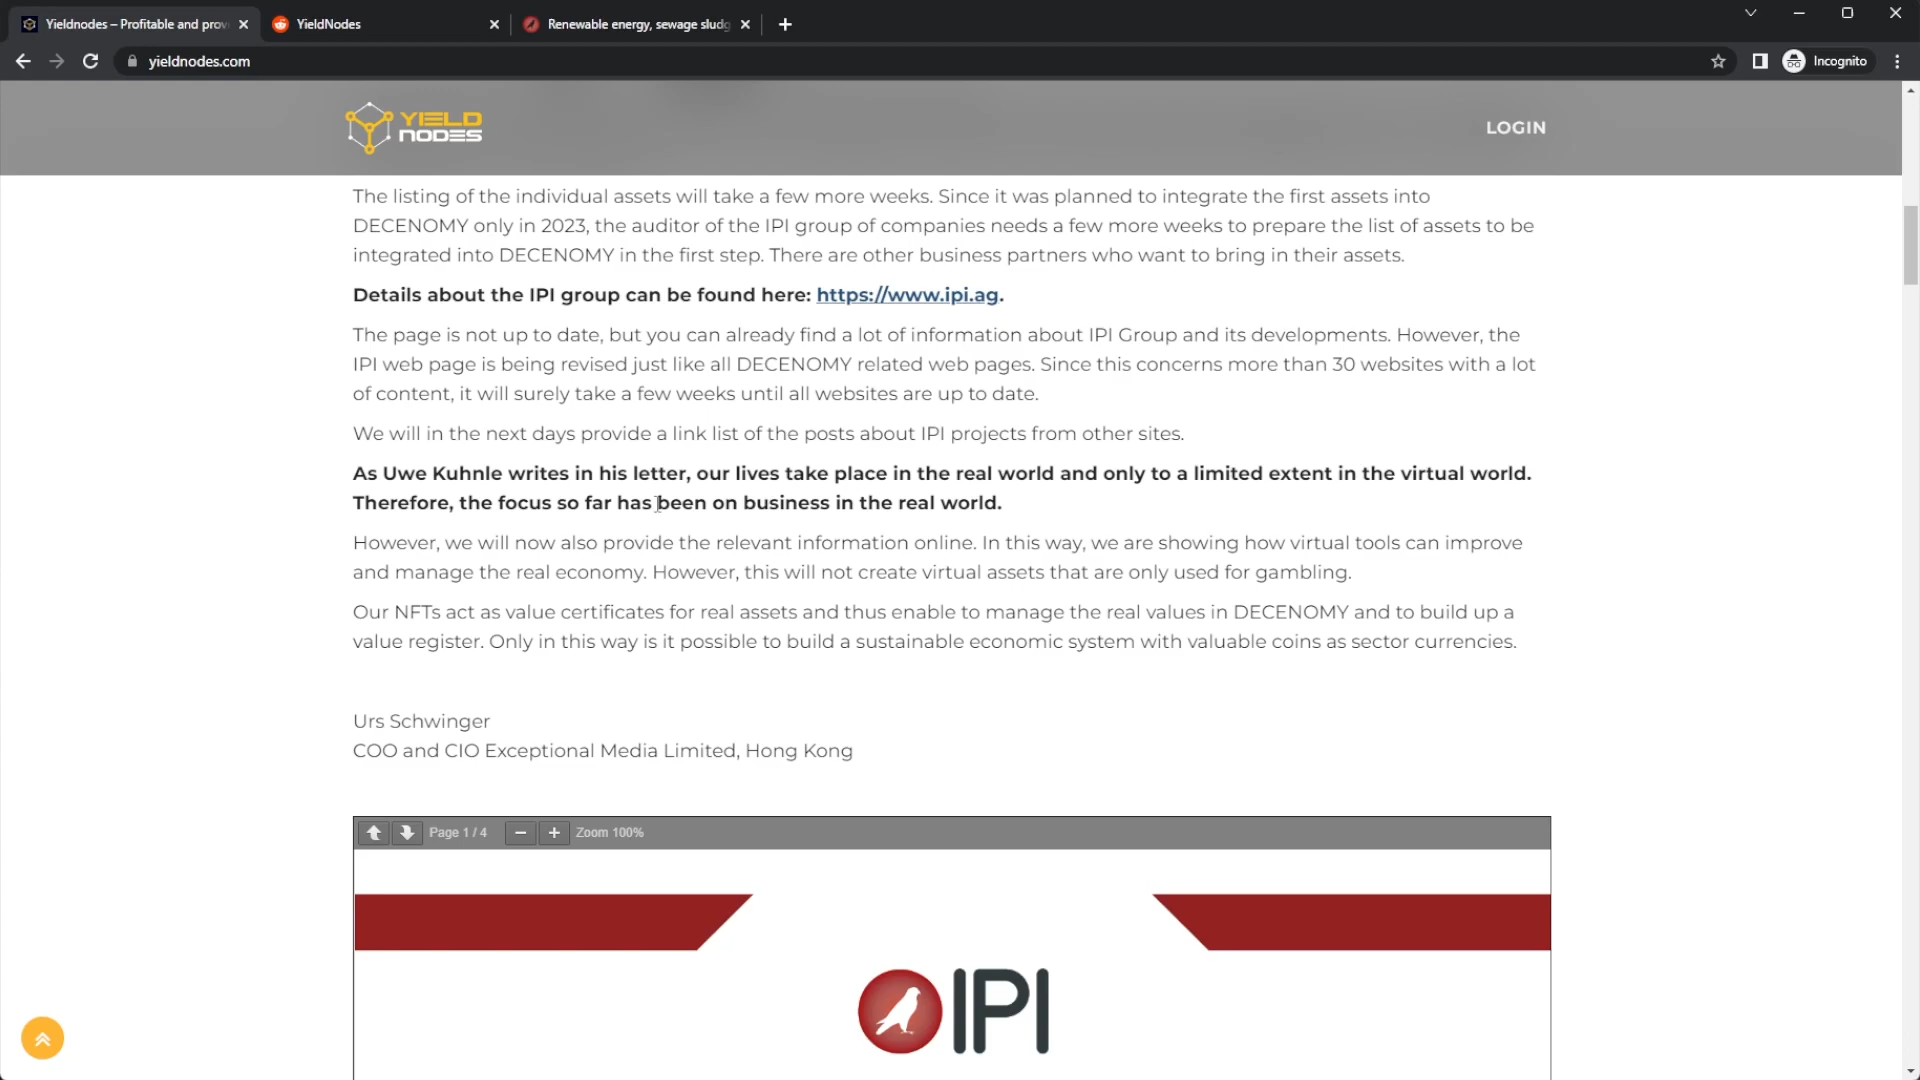 Yieldnodes – Profitable and prov
YieldNodes
Renewable energy, sewage sludg
yieldnodes.com
Incognito
YIELD
NODES
LOGIN
The listing of the individual assets will take a few more weeks. Since it was planned to integrate the first assets into
DECENOMY only in 2023, the auditor of the IPI group of companies needs a few more weeks to prepare the list of assets to be
integrated into DECENOMY in the first step. There are other business partners who want to bring in their assets.
Details about the IPI group can be found here: https://www.ipi.ag.
The page is not up to date, but you can already find a lot of information about IPI Group and its developments. However, the
IPI web page is being revised just like all DECENOMY related web pages. Since this concerns more than 30 websites with a lot
of content, it will surely take a few weeks until all websites are up to date.
We will in the next days provide a link list of the posts about IPI projects from other sites.
As Uwe Kuhnle writes in his letter, our lives take place in the real world and only to a limited extent in the virtual world.
Therefore, the focus so far has been on business in the real world.
However, we will now also provide the relevant information online. In this way, we are showing how virtual tools can improve
and manage the real economy. However, this will not create virtual assets that are only used for gambling.
Our NFTs act as value certificates for real assets and thus enable to manage the real values in DECENOMY and to build up a
value register. Only in this way is it possible to build a sustainable economic system with valuable coins as sector currencies.
Urs Schwinger
COO and CIO Exceptional Media Limited, Hong Kong
Page 1 / 4
Zoom 100%
IPI